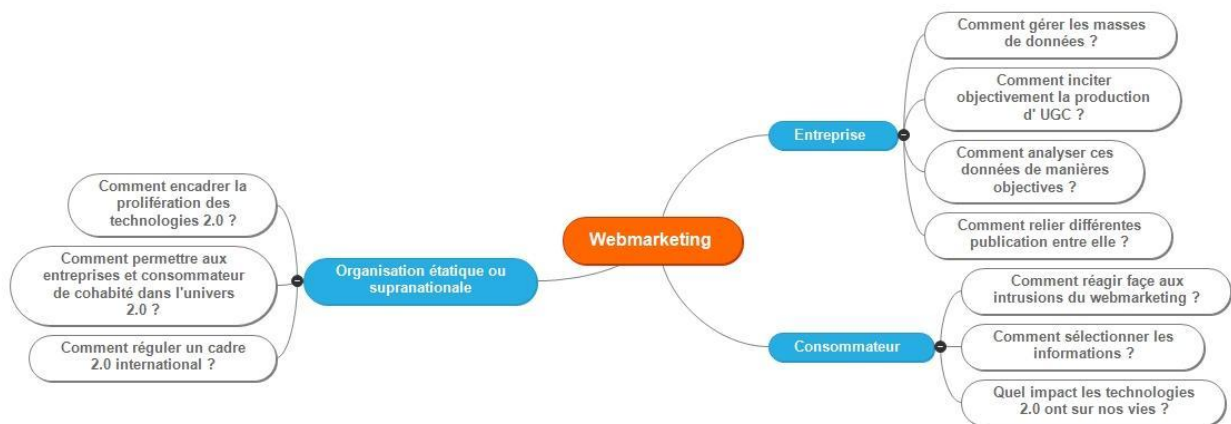 Webmarketing
Entreprise
Comment gérer les masses
de données ?
Comment inciter
objectivement la production
d' UGC ?
Comment analyser ces
données de manières
objectives ?
Comment relier différentes
publication entre elle ?
Consommateur
Comment réagir façe aux
intrusions du webmarketing ?
Comment sélectionner les
informations ?
Quel impact les technologies
2.0 ont sur nos vies ?
Organisation étatique ou
supranationale
Comment encadrer la
prolifération des
technologies 2.0 ?
Comment permettre aux
entreprises et consommateur
de cohabité dans l'univers
2.0 ?
Comment réguler un cadre
2.0 international ?